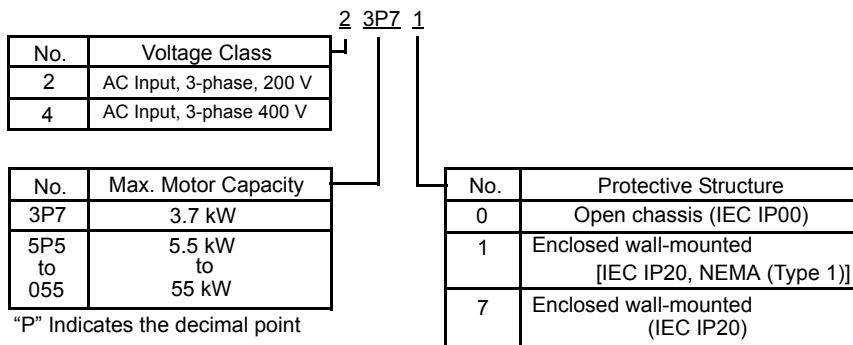 2 3P7 1
No. Voltage Class
2 AC Input, 3-phase, 200 V
4 AC Input, 3-phase 400 V
No. Max. Motor Capacity
3P7 3.7 kW
5P5 5.5 kW
to to
055 55 kW
“P” Indicates the decimal point
No. Protective Structure
0 Open chassis (IEC IP00)
1 Enclosed wall-mounted
[IEC IP20, NEMA (Type 1)]
7 Enclosed wall-mounted
(IEC IP20)